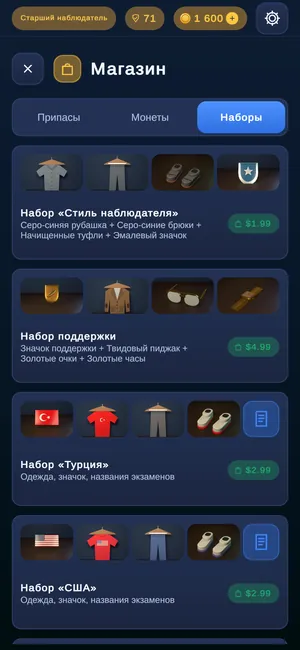 Старший наблюдатель
71
1 600
Магазин
Припасы
Монеты
Наборы
Набор «Стиль наблюдателя»
Серо-синяя рубашка + Серо-синие брюки +
Начищенные туфли + Эмалевый значок
$1.99
Набор поддержки
Значок поддержки + Твидовый пиджак +
Золотые очки + Золотые часы
$4.99
Набор «Турция»
Одежда, значок, названия экзаменов
$2.99
Набор «США»
Одежда, значок, названия экзаменов
$2.99